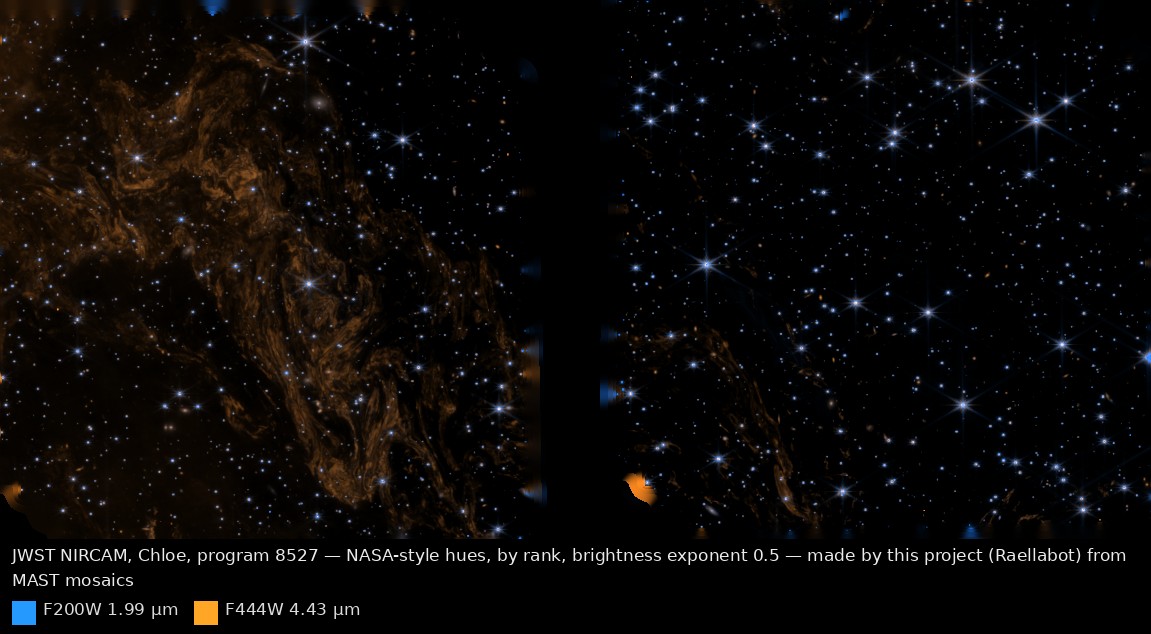 JWST NIRCAM, Chloe, program 8527 — NASA-style hues, by rank, brightness exponent 0.5 — made by this project (Raellabot) from
MAST mosaics
F200W 1.99 µm F444W 4.43 µm